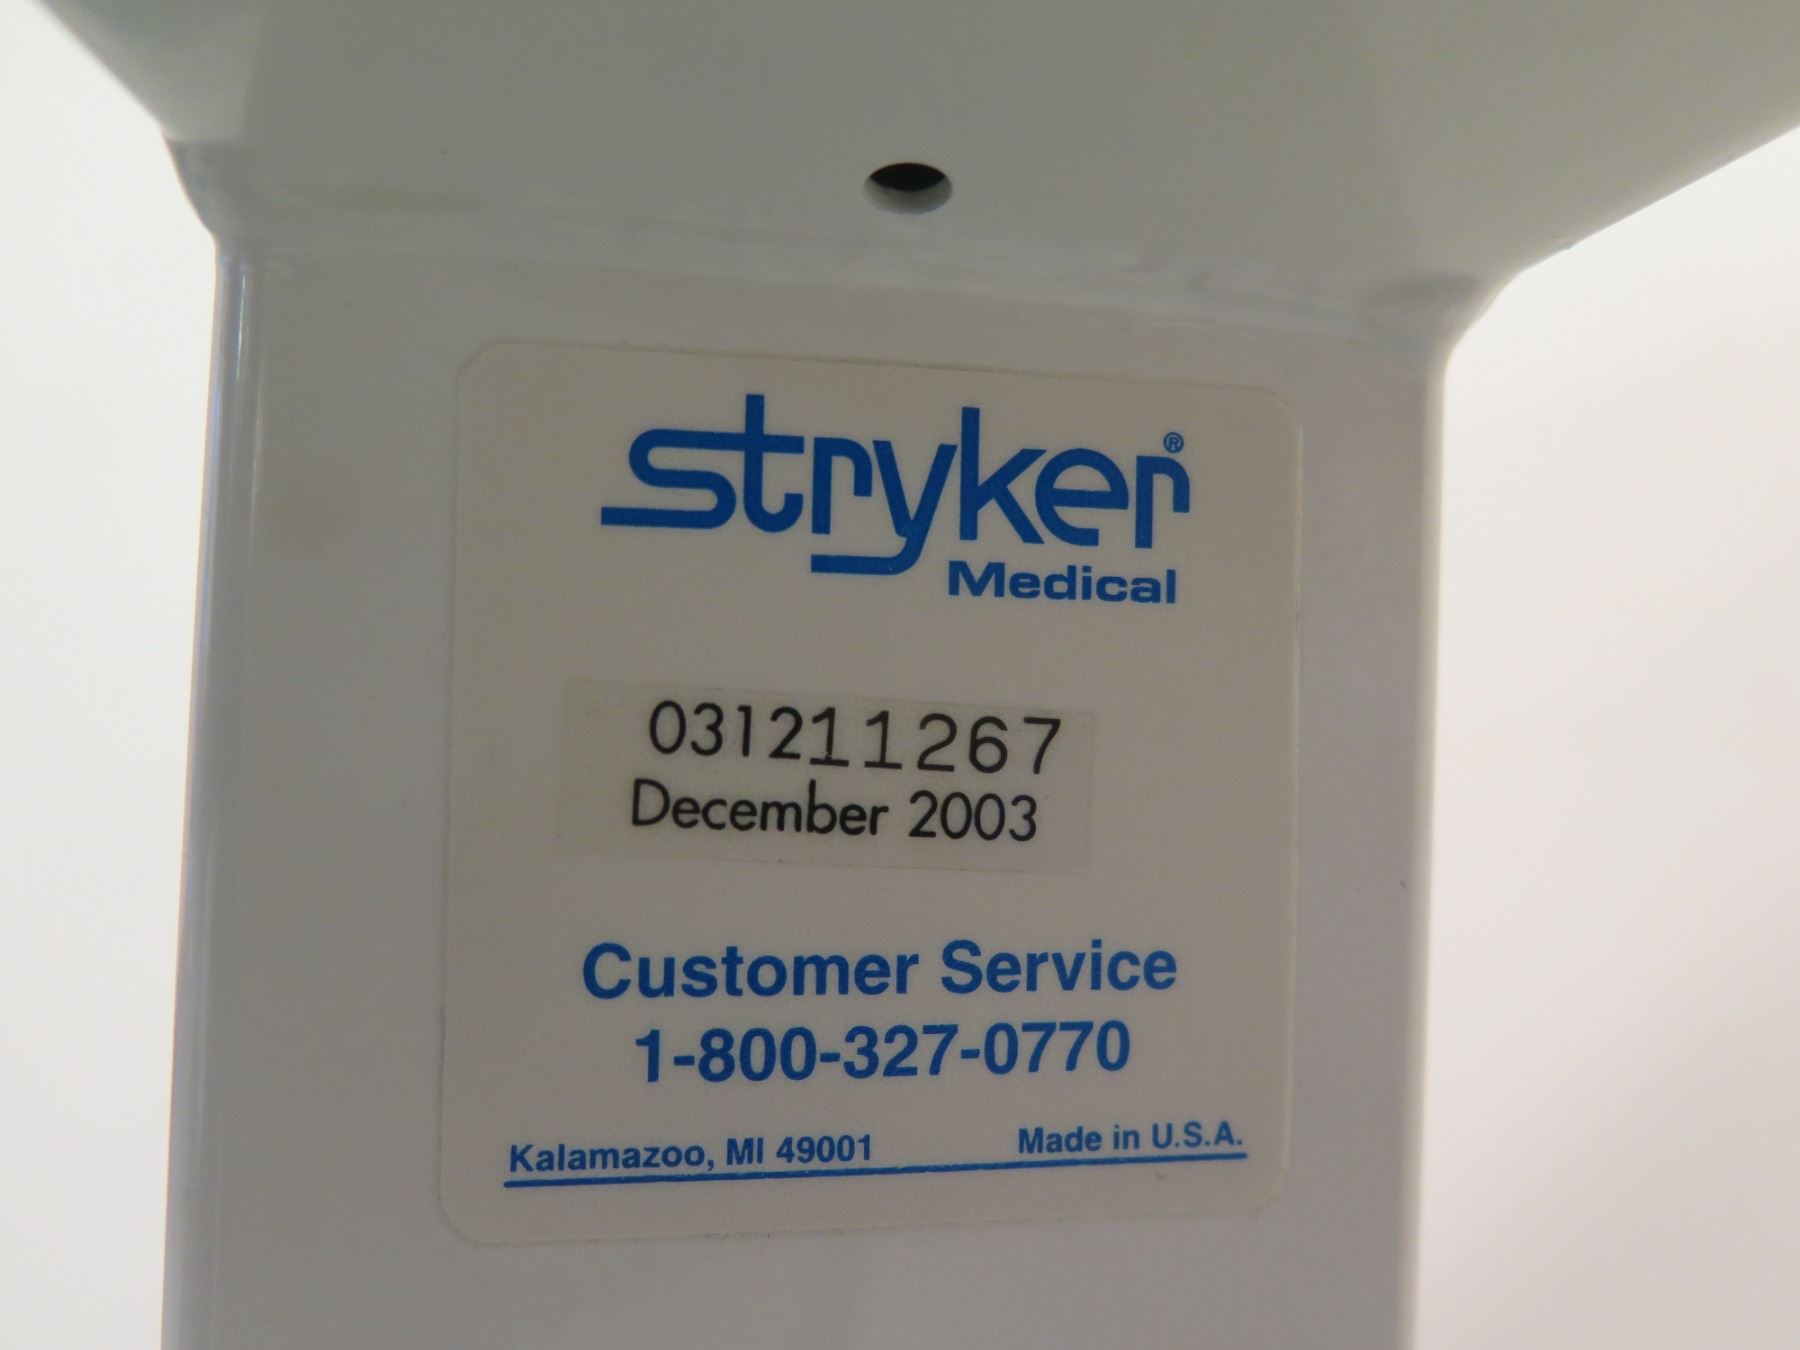 stryker®
Medical
031211267
December 2003
Customer Service
1-800-327-0770
Kalamazoo, MI 49001 Made in U.S.A.